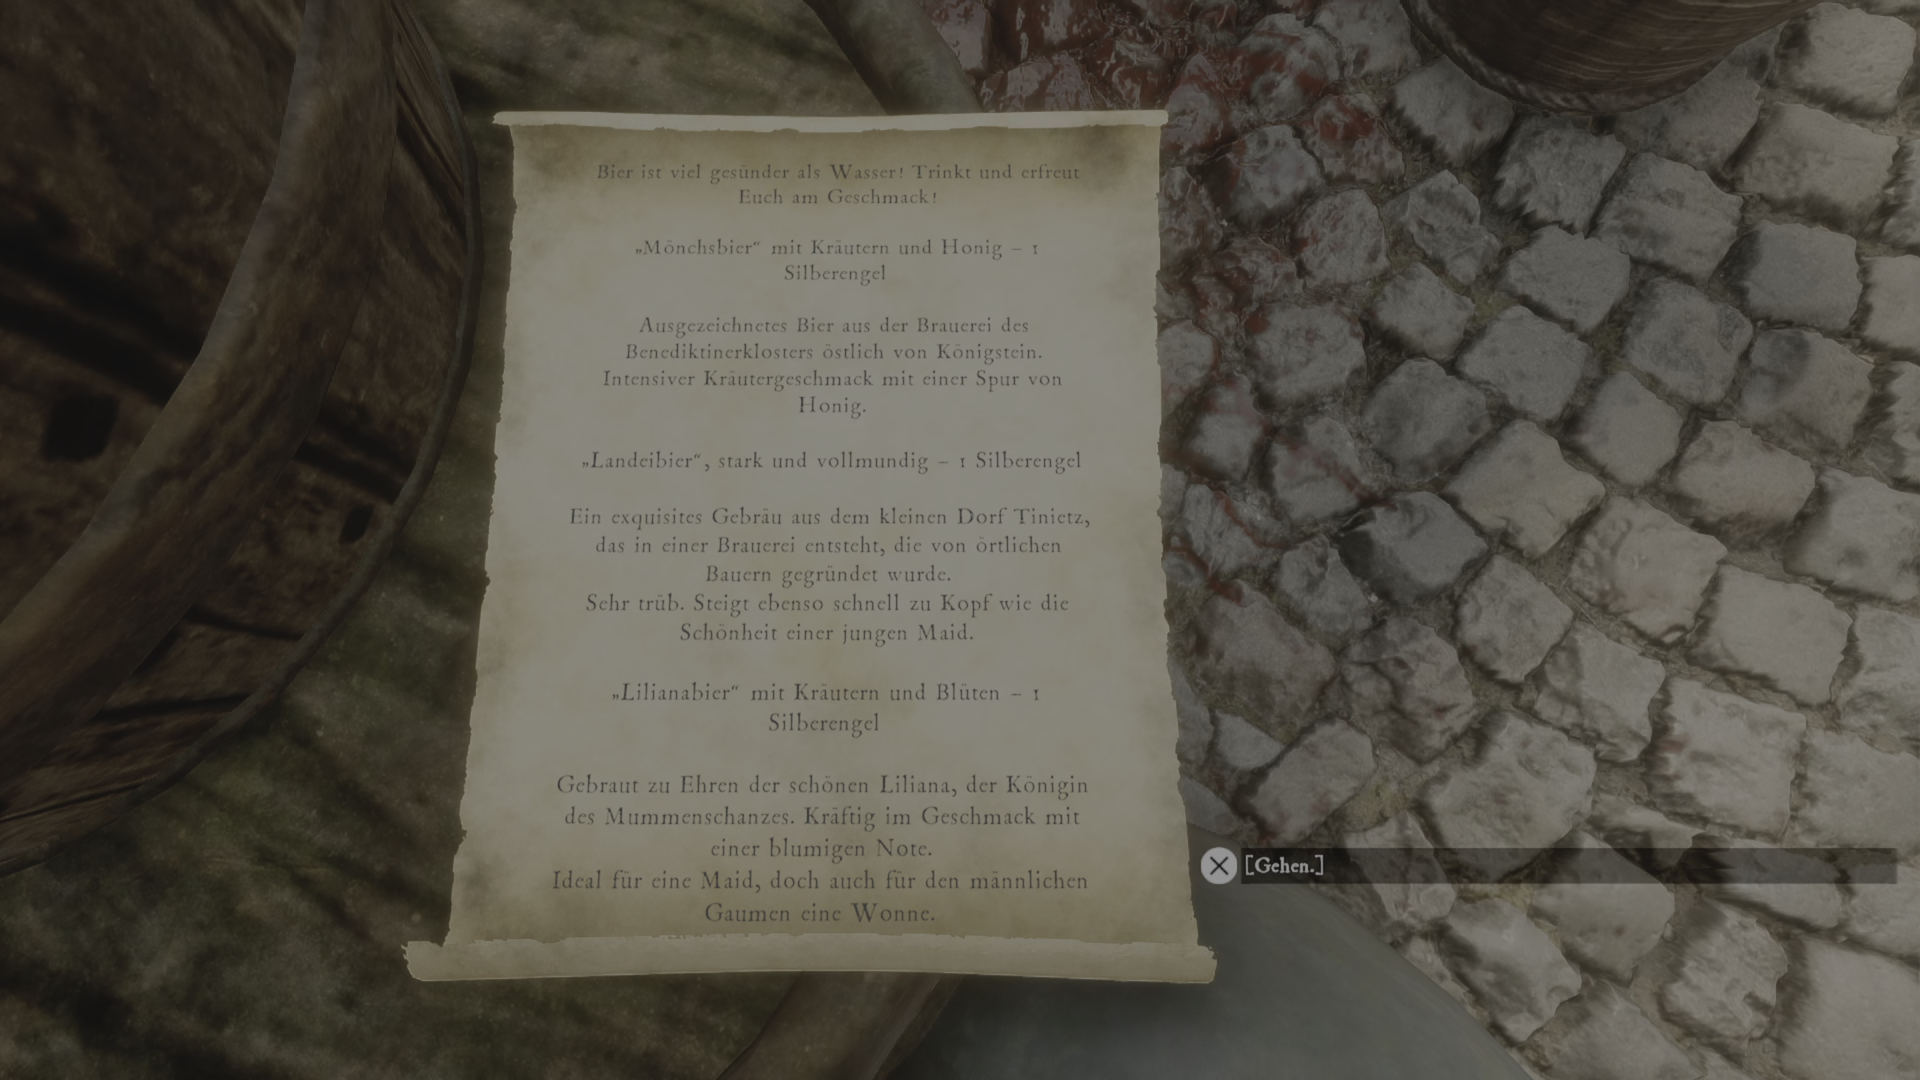 Bier ist viel gesünder als Wasser! Trinkt und erfreut
Euch am Geschmack!
„Mönchsbier“ mit Kräutern und Honig – 1
Silberengel
Ausgezeichnetes Bier aus der Brauerei des
Benediktinerklosters östlich von Königstein.
Intensiver Kräutergeschmack mit einer Spur von
Honig.
„Landeibier“, stark und vollmundig – 1 Silberengel
Ein exquisites Gebräu aus dem kleinen Dorf Tinietz,
das in einer Brauerei entsteht, die von örtlichen
Bauern gegründet wurde.
Sehr trüb. Steigt ebenso schnell zu Kopf wie die
Schönheit einer jungen Maid.
„Lilianabier“ mit Kräutern und Blüten – 1
Silberengel
Gebraut zu Ehren der schönen Liliana, der Königin
des Mummenschanzes. Kräftig im Geschmack mit
einer blumigen Note.
Ideal für eine Maid, doch auch für den männlichen
Gaumen eine Wonne.
[Gehen.]